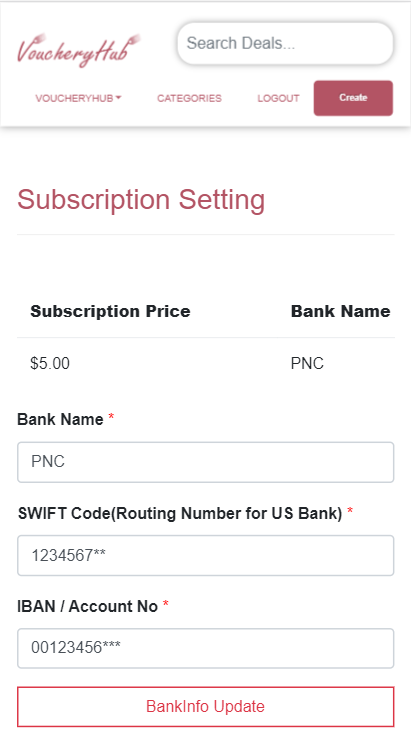 VoucheryHub
Search Deals...
VOUCHERYHUB
CATEGORIES
LOGOUT
Create
Subscription Setting
Subscription Price Bank Name
$5.00 PNC
Bank Name *
PNC
SWIFT Code(Routing Number for US Bank) *
1234567**
IBAN / Account No *
00123456***
BankInfo Update